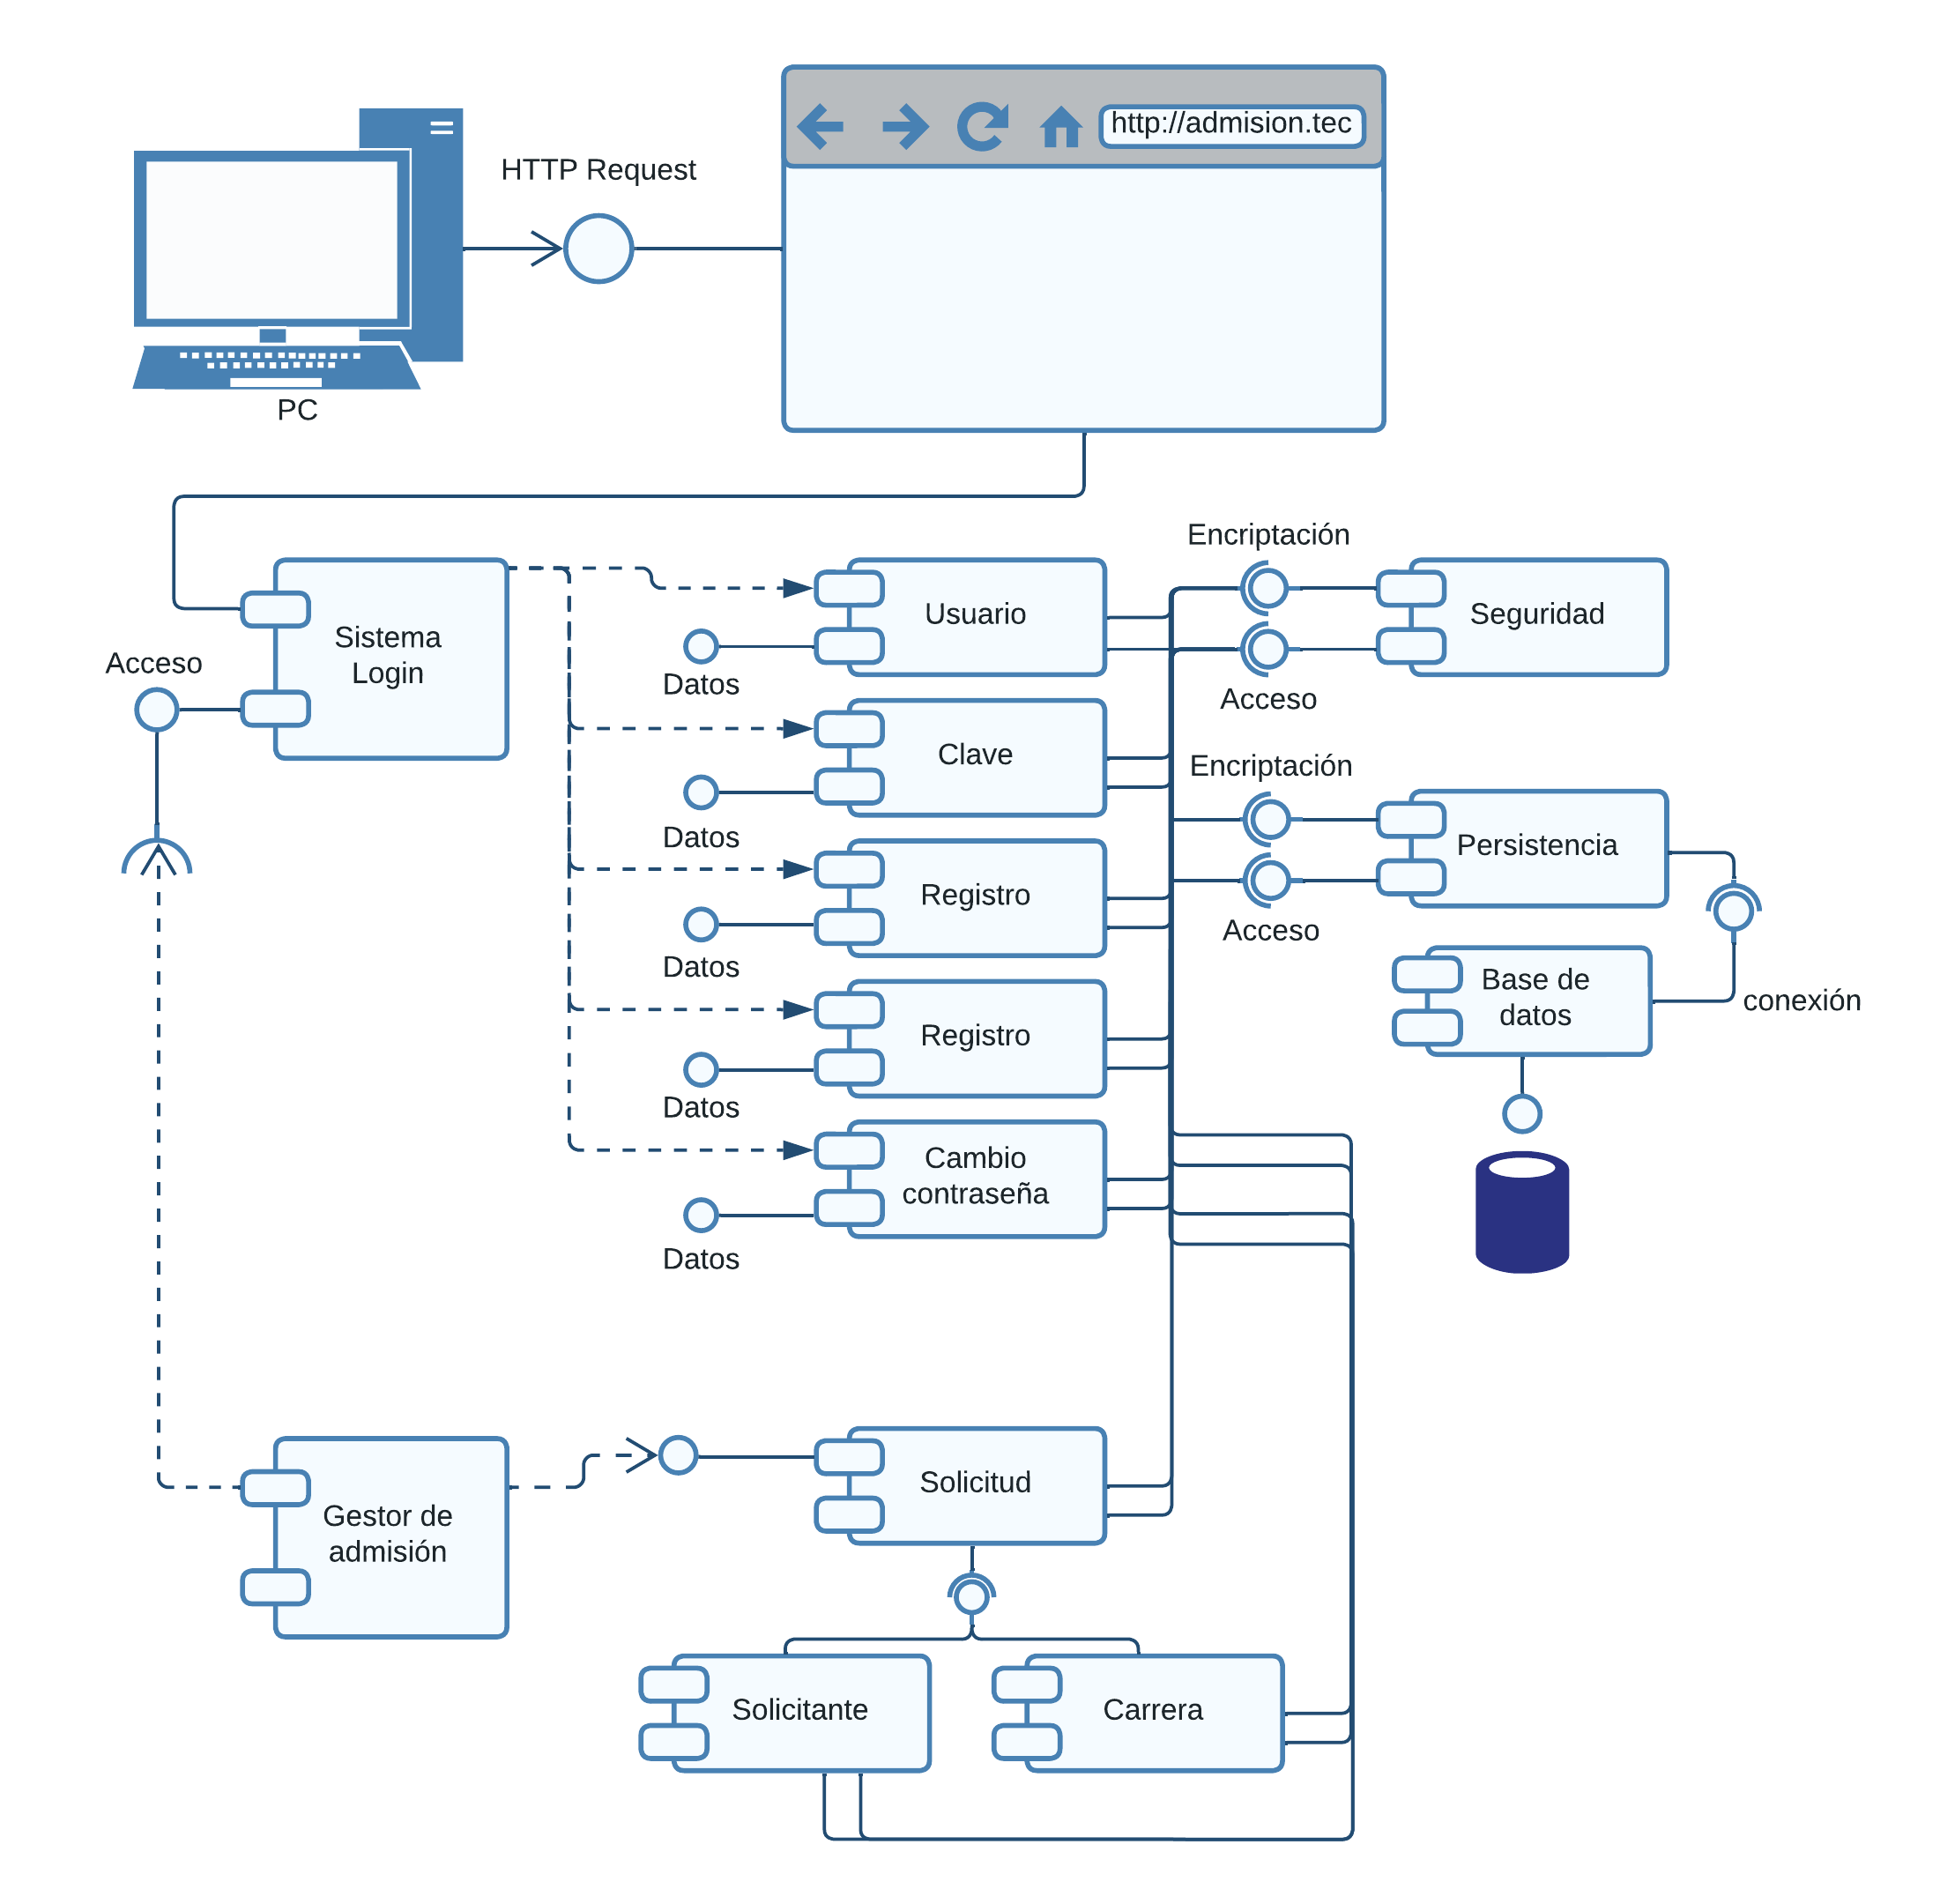 http://admision.tec
HTTP Request
PC
Encriptación
Sistema
Login
Usuario
Seguridad
Acceso
Datos
Acceso
Clave
Encriptación
Datos
Persistencia
Registro
Acceso
Datos
Base de
datos
conexión
Registro
Datos
Cambio
contraseña
Datos
Solicitud
Gestor de
admisión
Solicitante
Carrera